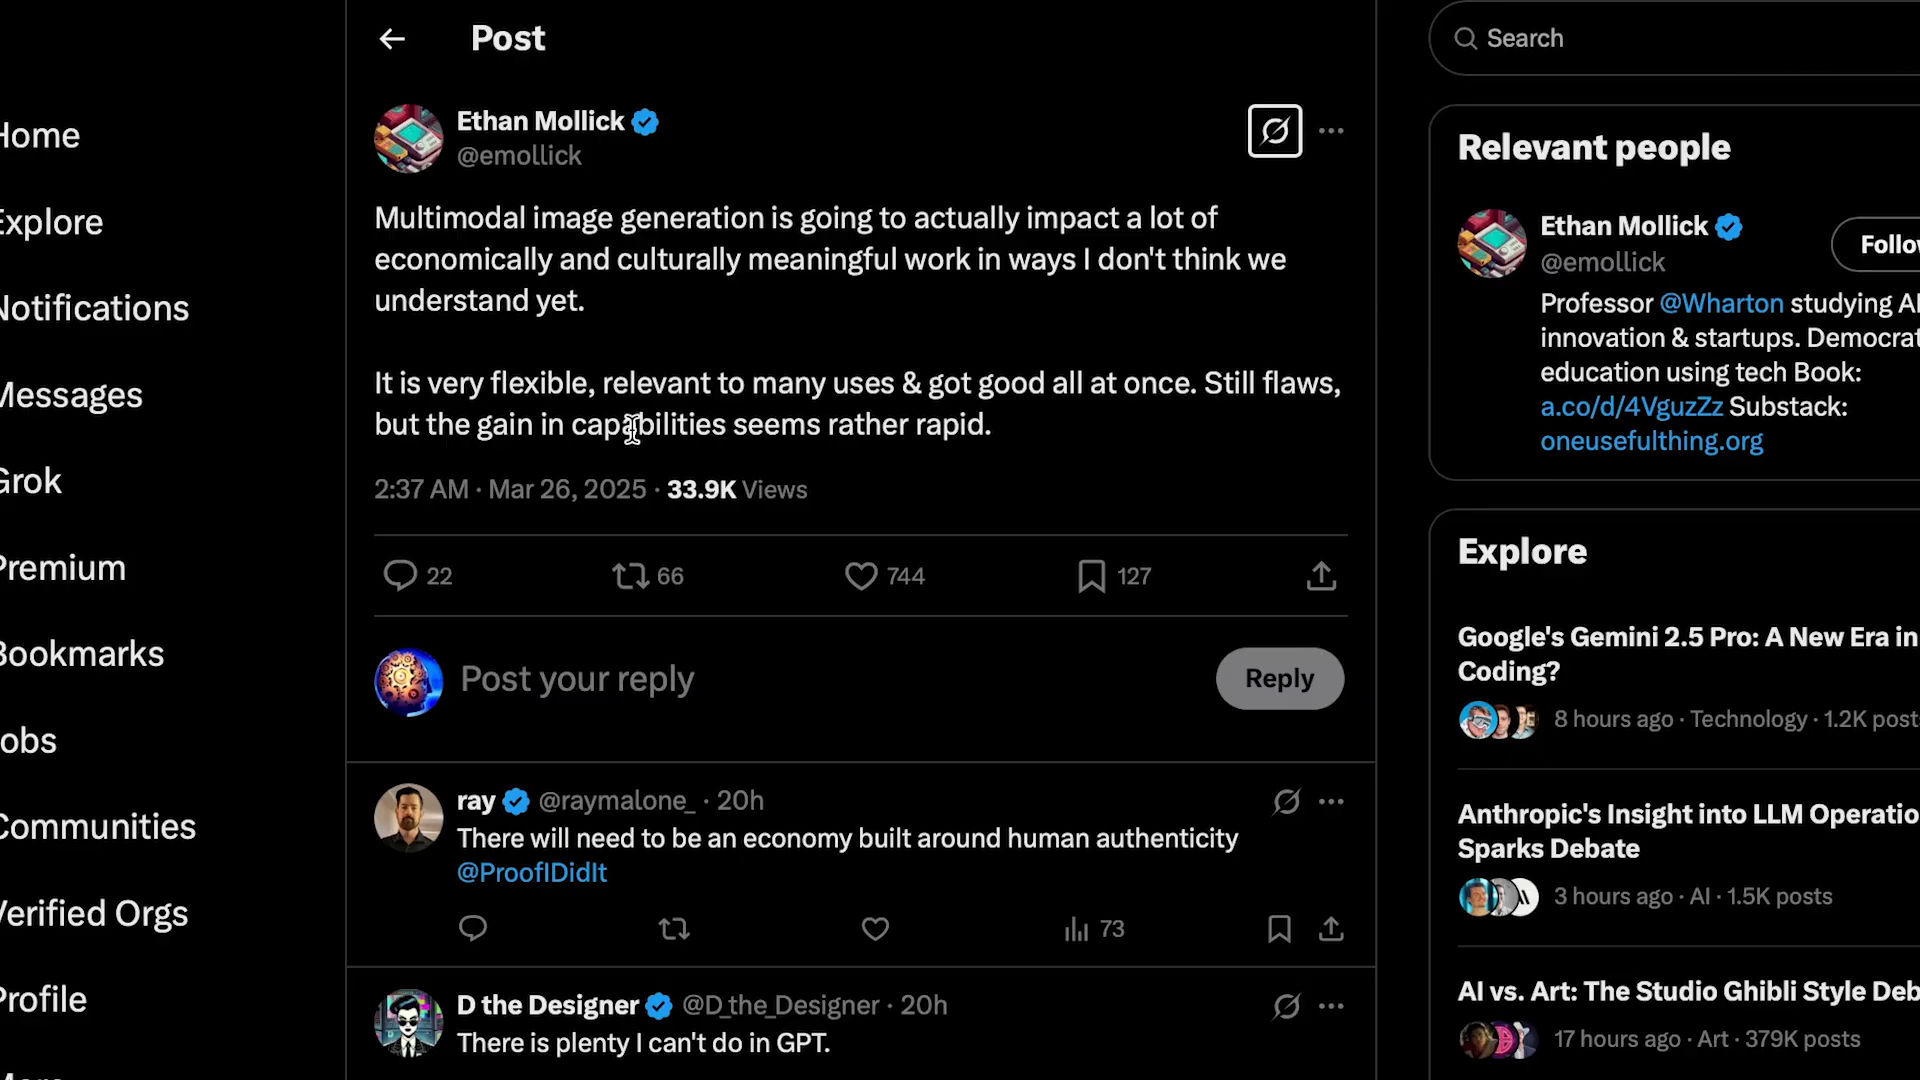 Post
Search
Home
Explore
Notifications
Messages
Grok
Premium
Bookmarks
Jobs
Communities
Verified Orgs
Profile
Ethan Mollick
@emollick
Multimodal image generation is going to actually impact a lot of
economically and culturally meaningful work in ways I don't think we
understand yet.
It is very flexible, relevant to many uses & got good all at once. Still flaws,
but the gain in capabilities seems rather rapid.
2:37 AM · Mar 26, 2025 · 33.9K Views
22 66 744 127
Post your reply
Reply
ray @raymalone_ · 20h
There will need to be an economy built around human authenticity
@ProofIDidIt
73
D the Designer @D_the_Designer · 20h
There is plenty I can't do in GPT.
Relevant people
Ethan Mollick
@emollick
Follow
Professor @Wharton studying AI
innovation & startups. Democrat
education using tech Book:
a.co/d/4VguzZz Substack:
oneusefulthing.org
Explore
Google's Gemini 2.5 Pro: A New Era in
Coding?
8 hours ago · Technology · 1.2K posts
Anthropic's Insight into LLM Operatio
Sparks Debate
3 hours ago · AI · 1.5K posts
AI vs. Art: The Studio Ghibli Style Deb
17 hours ago · Art · 379K posts